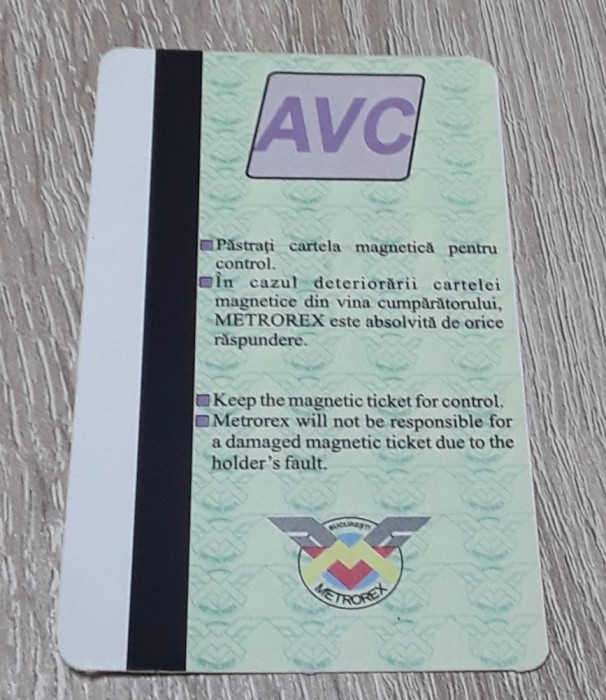 AVC
Păstrați cartela magnetică pentru
control.
În cazul deteriorării cartelei
magnetice din vina cumpărătorului,
METROREX este absolvită de orice
răspundere.
Keep the magnetic ticket for control.
Metrorex will not be responsible for
a damaged magnetic ticket due to the
holder's fault.
BUCUREȘTI
METROREX